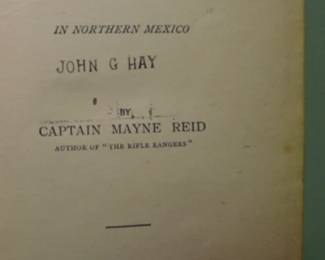 IN NORTHERN MEXICO
JOHN G HAY
BY
CAPTAIN MAYNE REID
AUTHOR OF "THE RIFLE RANGERS"